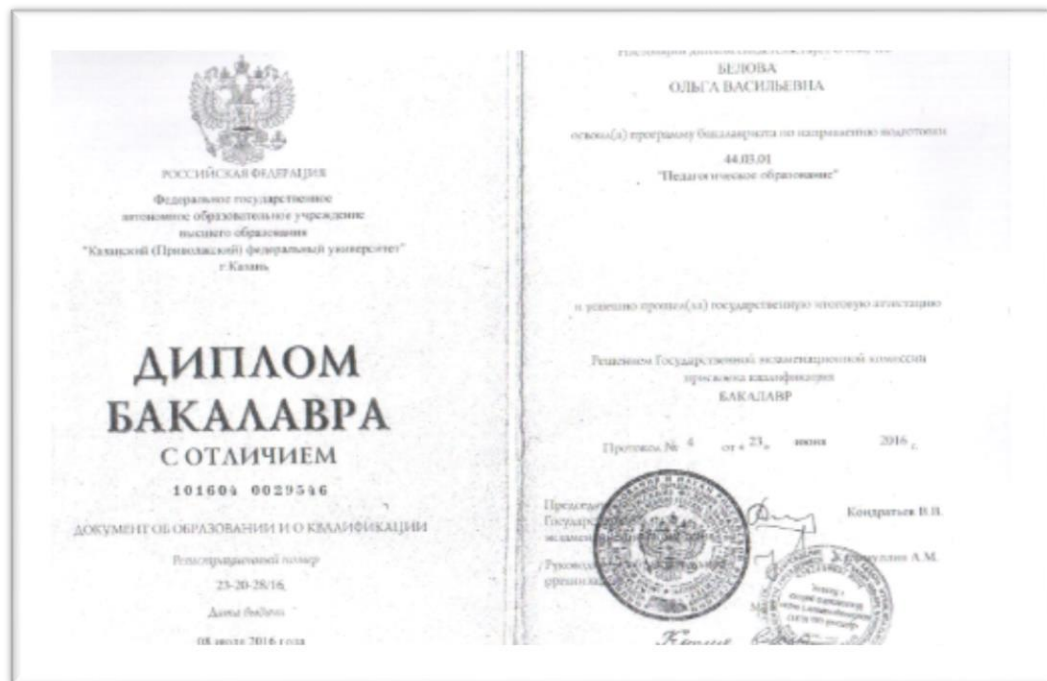 РОССИЙСКАЯ ФЕДЕРАЦИЯ
Федеральное государственное
автономное образовательное учреждение
высшего образования
"Казанский (Приволжский) федеральный университет"
г.Казань
ДИПЛОМ
БАКАЛАВРА
С ОТЛИЧИЕМ
101604 0029546
ДОКУМЕНТ ОБ ОБРАЗОВАНИИ И О КВАЛИФИКАЦИИ
Регистрационный номер
23-20-28/16
Дата выдачи
08 июля 2016 года
БЕЛОВА
ОЛЬГА ВАСИЛЬЕВНА
освоил(а) программу бакалавриата по направлению подготовки
44.03.01
"Педагогическое образование"
и успешно прошел(ла) государственную итоговую аттестацию
Решением Государственной экзаменационной комиссии
присвоена квалификация
БАКАЛАВР
Протокол № 4 от « 23 » июня 2016 г.
Кондратьев В.В.
А.М.